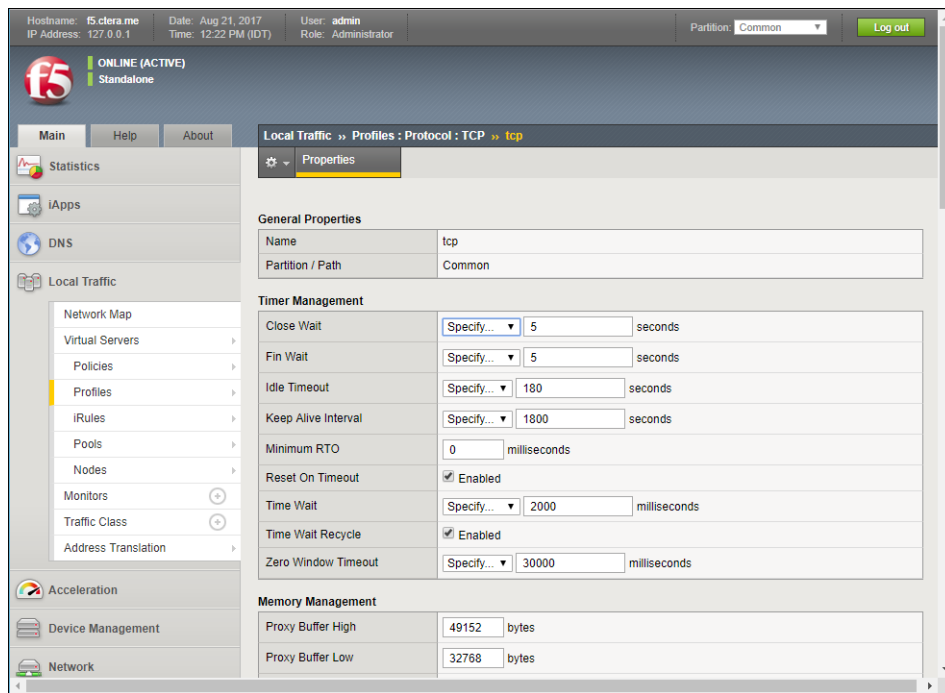 Hostname: f5.clera.me Date: Aug 21, 2017 User: admin
IP Address: 127.0.0.1 Time: 12:22 PM (IDT) Role: Administrator
Partition: Common Log out
f5
ONLINE (ACTIVE)
Standalone
Main Help About
Local Traffic ›› Profiles : Protocol : TCP ›› tcp
Properties
Statistics
iApps
DNS
Local Traffic
Network Map
Virtual Servers
Policies
Profiles
iRules
Pools
Nodes
Monitors
Traffic Class
Address Translation
Acceleration
Device Management
Network
General Properties
Name tcp
Partition / Path Common
Timer Management
Close Wait Specify... 5 seconds
Fin Wait Specify... 5 seconds
Idle Timeout Specify... 180 seconds
Keep Alive Interval Specify... 1800 seconds
Minimum RTO 0 milliseconds
Reset On Timeout Enabled
Time Wait Specify... 2000 milliseconds
Time Wait Recycle Enabled
Zero Window Timeout Specify... 30000 milliseconds
Memory Management
Proxy Buffer High 49152 bytes
Proxy Buffer Low 32768 bytes